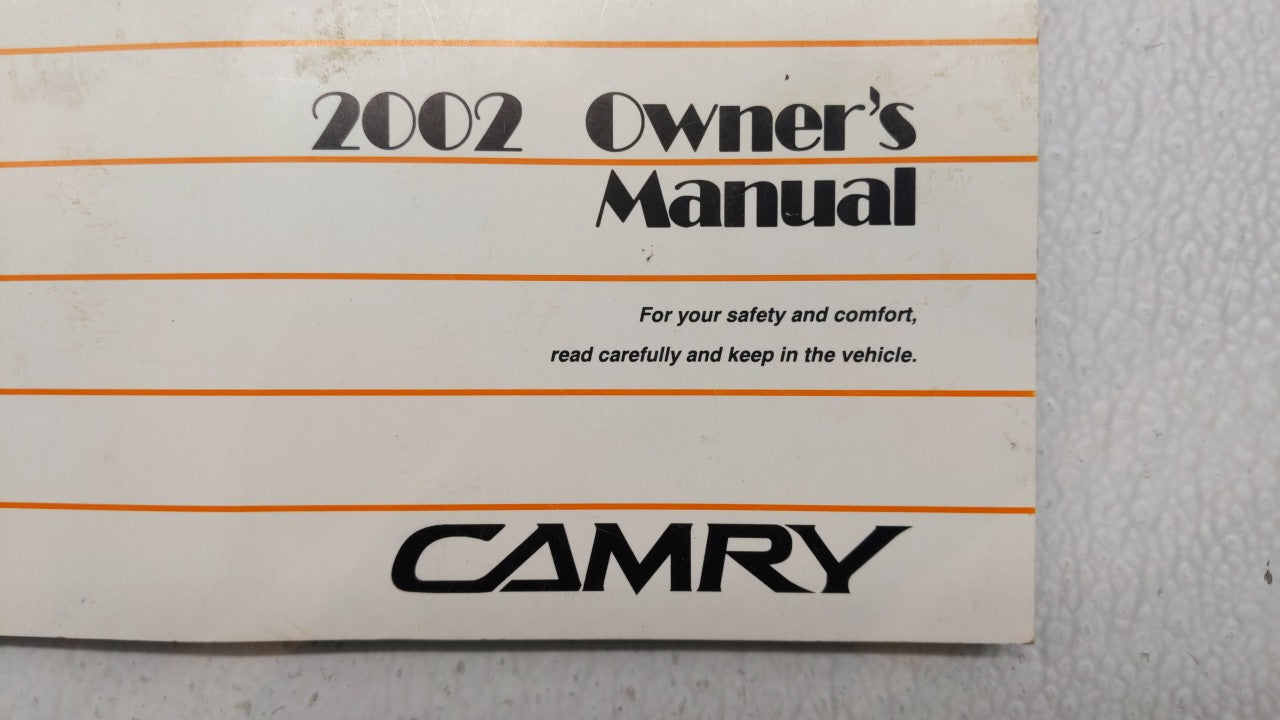 2002 Owner's
Manual
For your safety and comfort,
read carefully and keep in the vehicle.
CAMRY